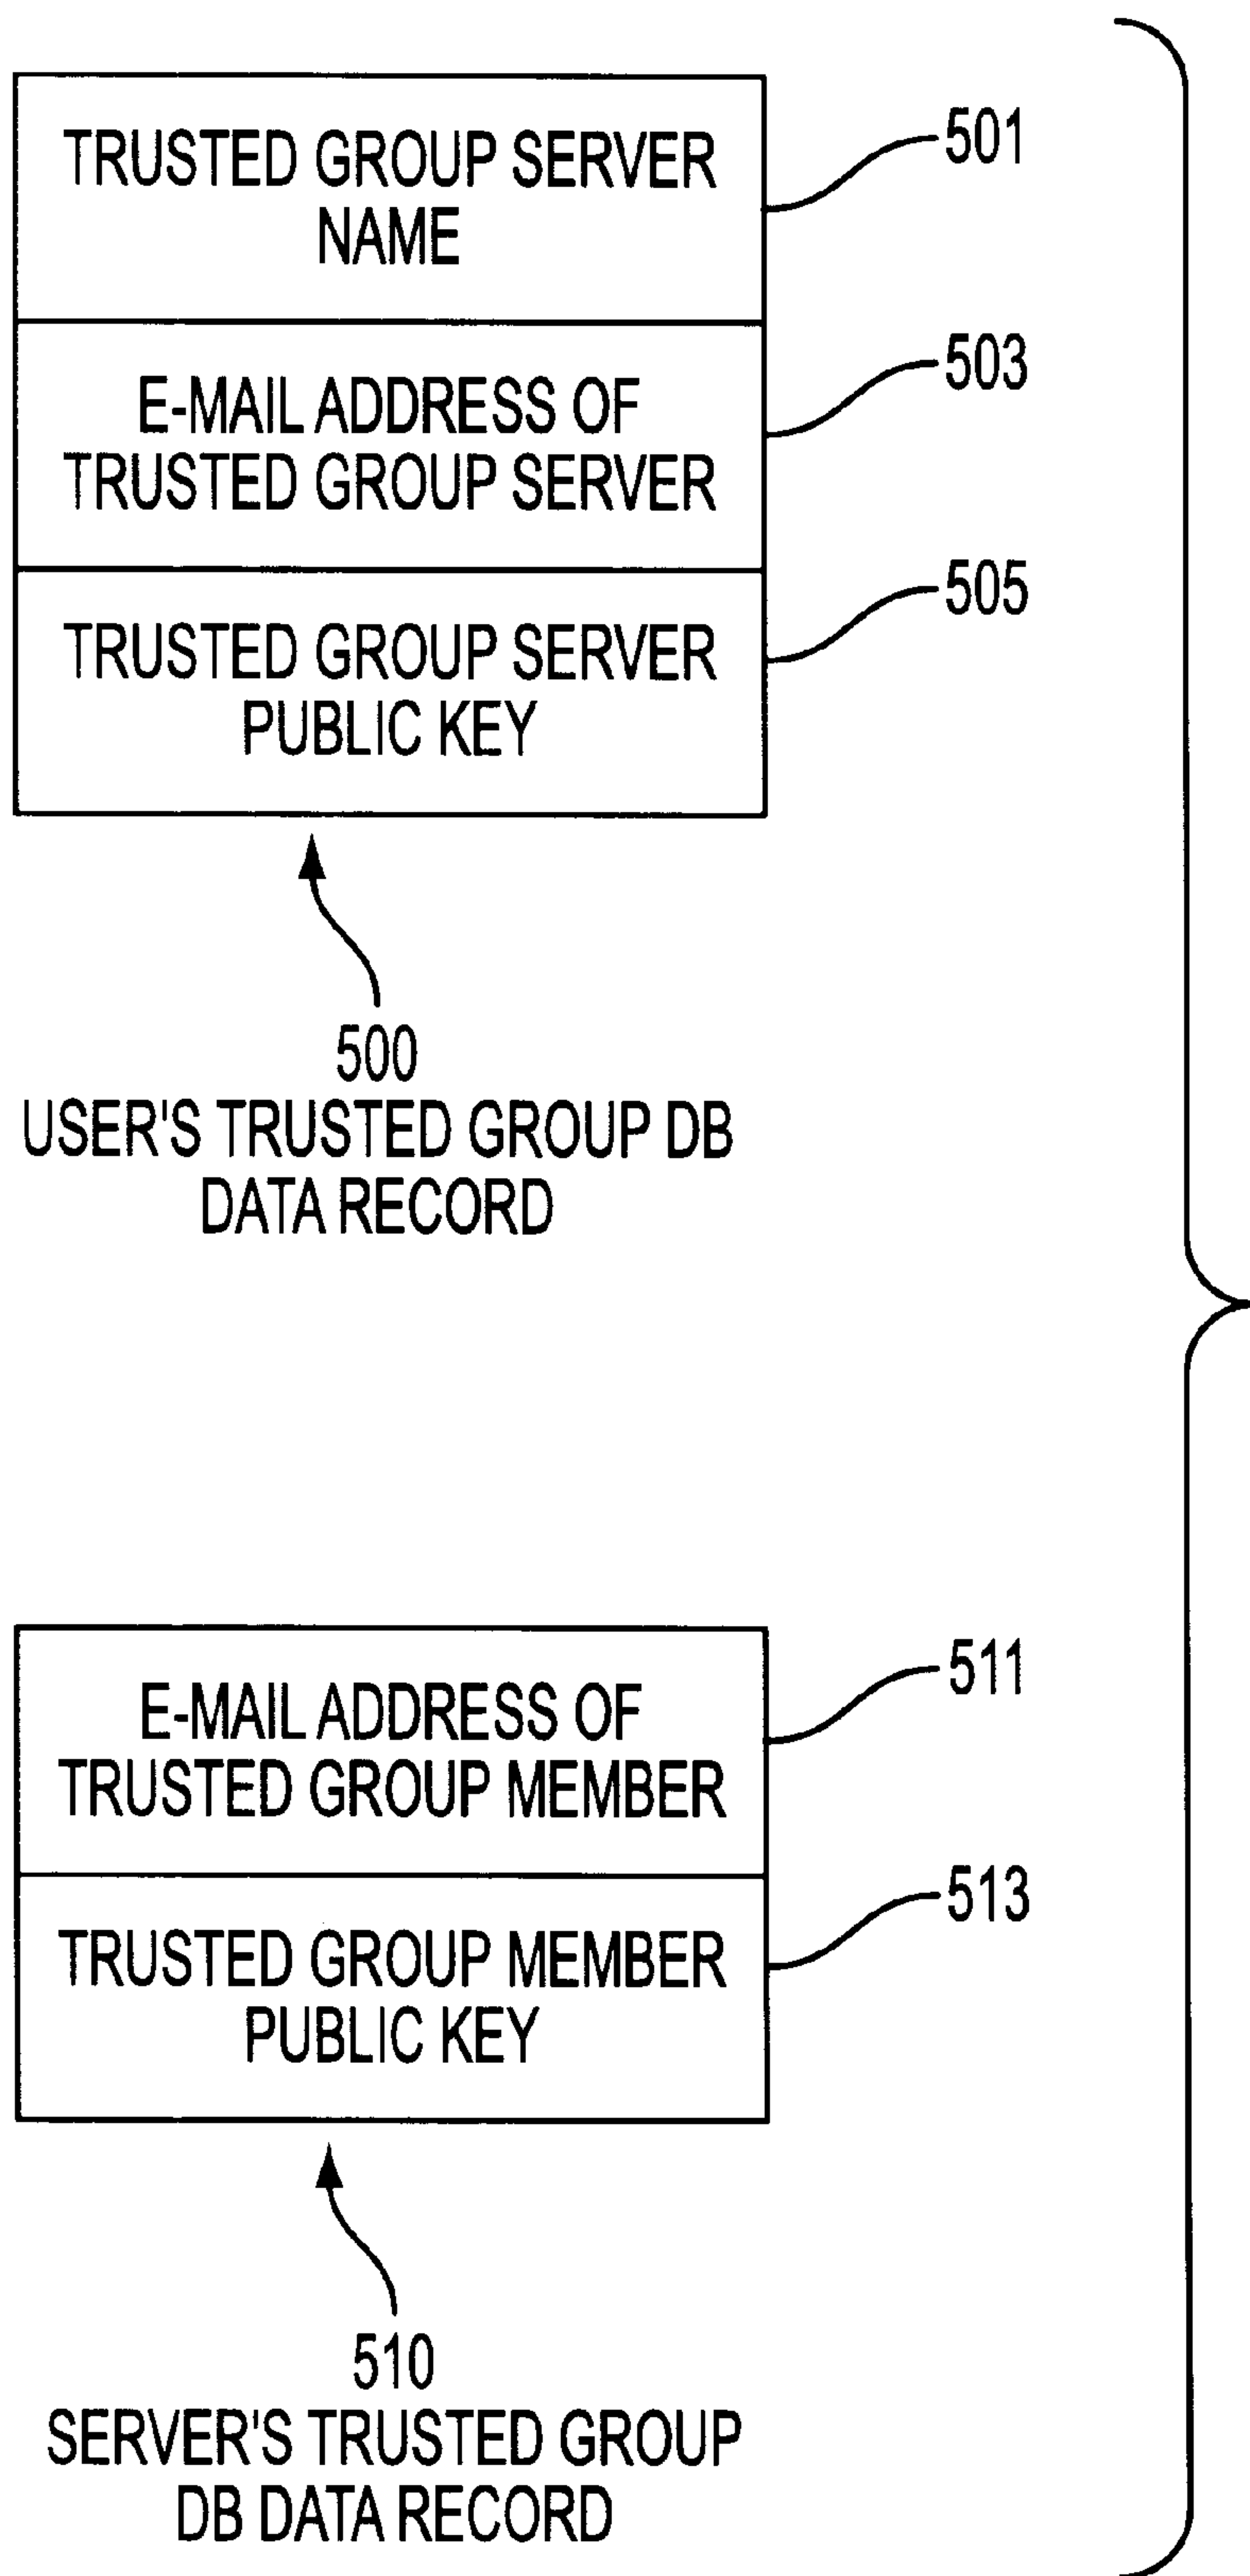 TRUSTED GROUP SERVER
NAME
501
E-MAIL ADDRESS OF
TRUSTED GROUP SERVER
503
TRUSTED GROUP SERVER
PUBLIC KEY
505
500
USER'S TRUSTED GROUP DB
DATA RECORD
E-MAIL ADDRESS OF
TRUSTED GROUP MEMBER
511
TRUSTED GROUP MEMBER
PUBLIC KEY
513
510
SERVER'S TRUSTED GROUP
DB DATA RECORD